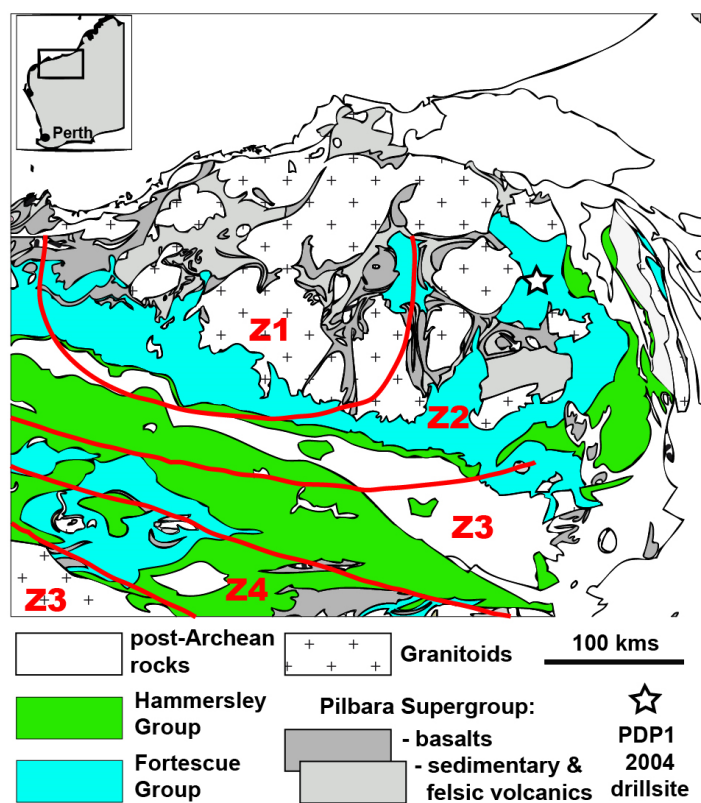 Perth
Z1
Z2
Z3
Z4
Z3
post-Archean
rocks
Granitoids
100 kms
Hammersley
Group
Pilbara Supergroup:
- basalts
- sedimentary &
felsic volcanics
Fortescue
Group
PDP1
2004
drillsite